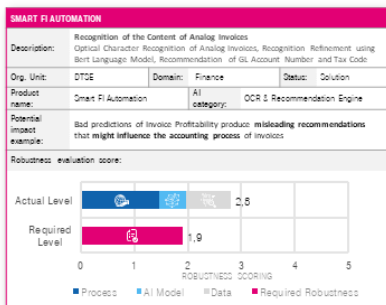 SMART FI AUTOMATION
Recognition of the Content of Analog Invoices
Description:
Optical Character Recognition of Analog Invoices, Recognition Refinement using
Bert Language Model, Recommendation of GL Account Number and Tax Code
Org. Unit: DTSE Domain: Finance Status: Solution
Product name: Smart FI Automation AI category: OCR & Recommendation Engine
Potential impact example:
Bad predictions of Invoice Profitability produce misleading recommendations
that might influence the accounting process of invoices
Robustness evaluation score:
Actual Level 2,8
Required Level 1,9
0 1 2 3 4 5
ROBUSTNESS SCORING
Process AI Model Data Required Robustness